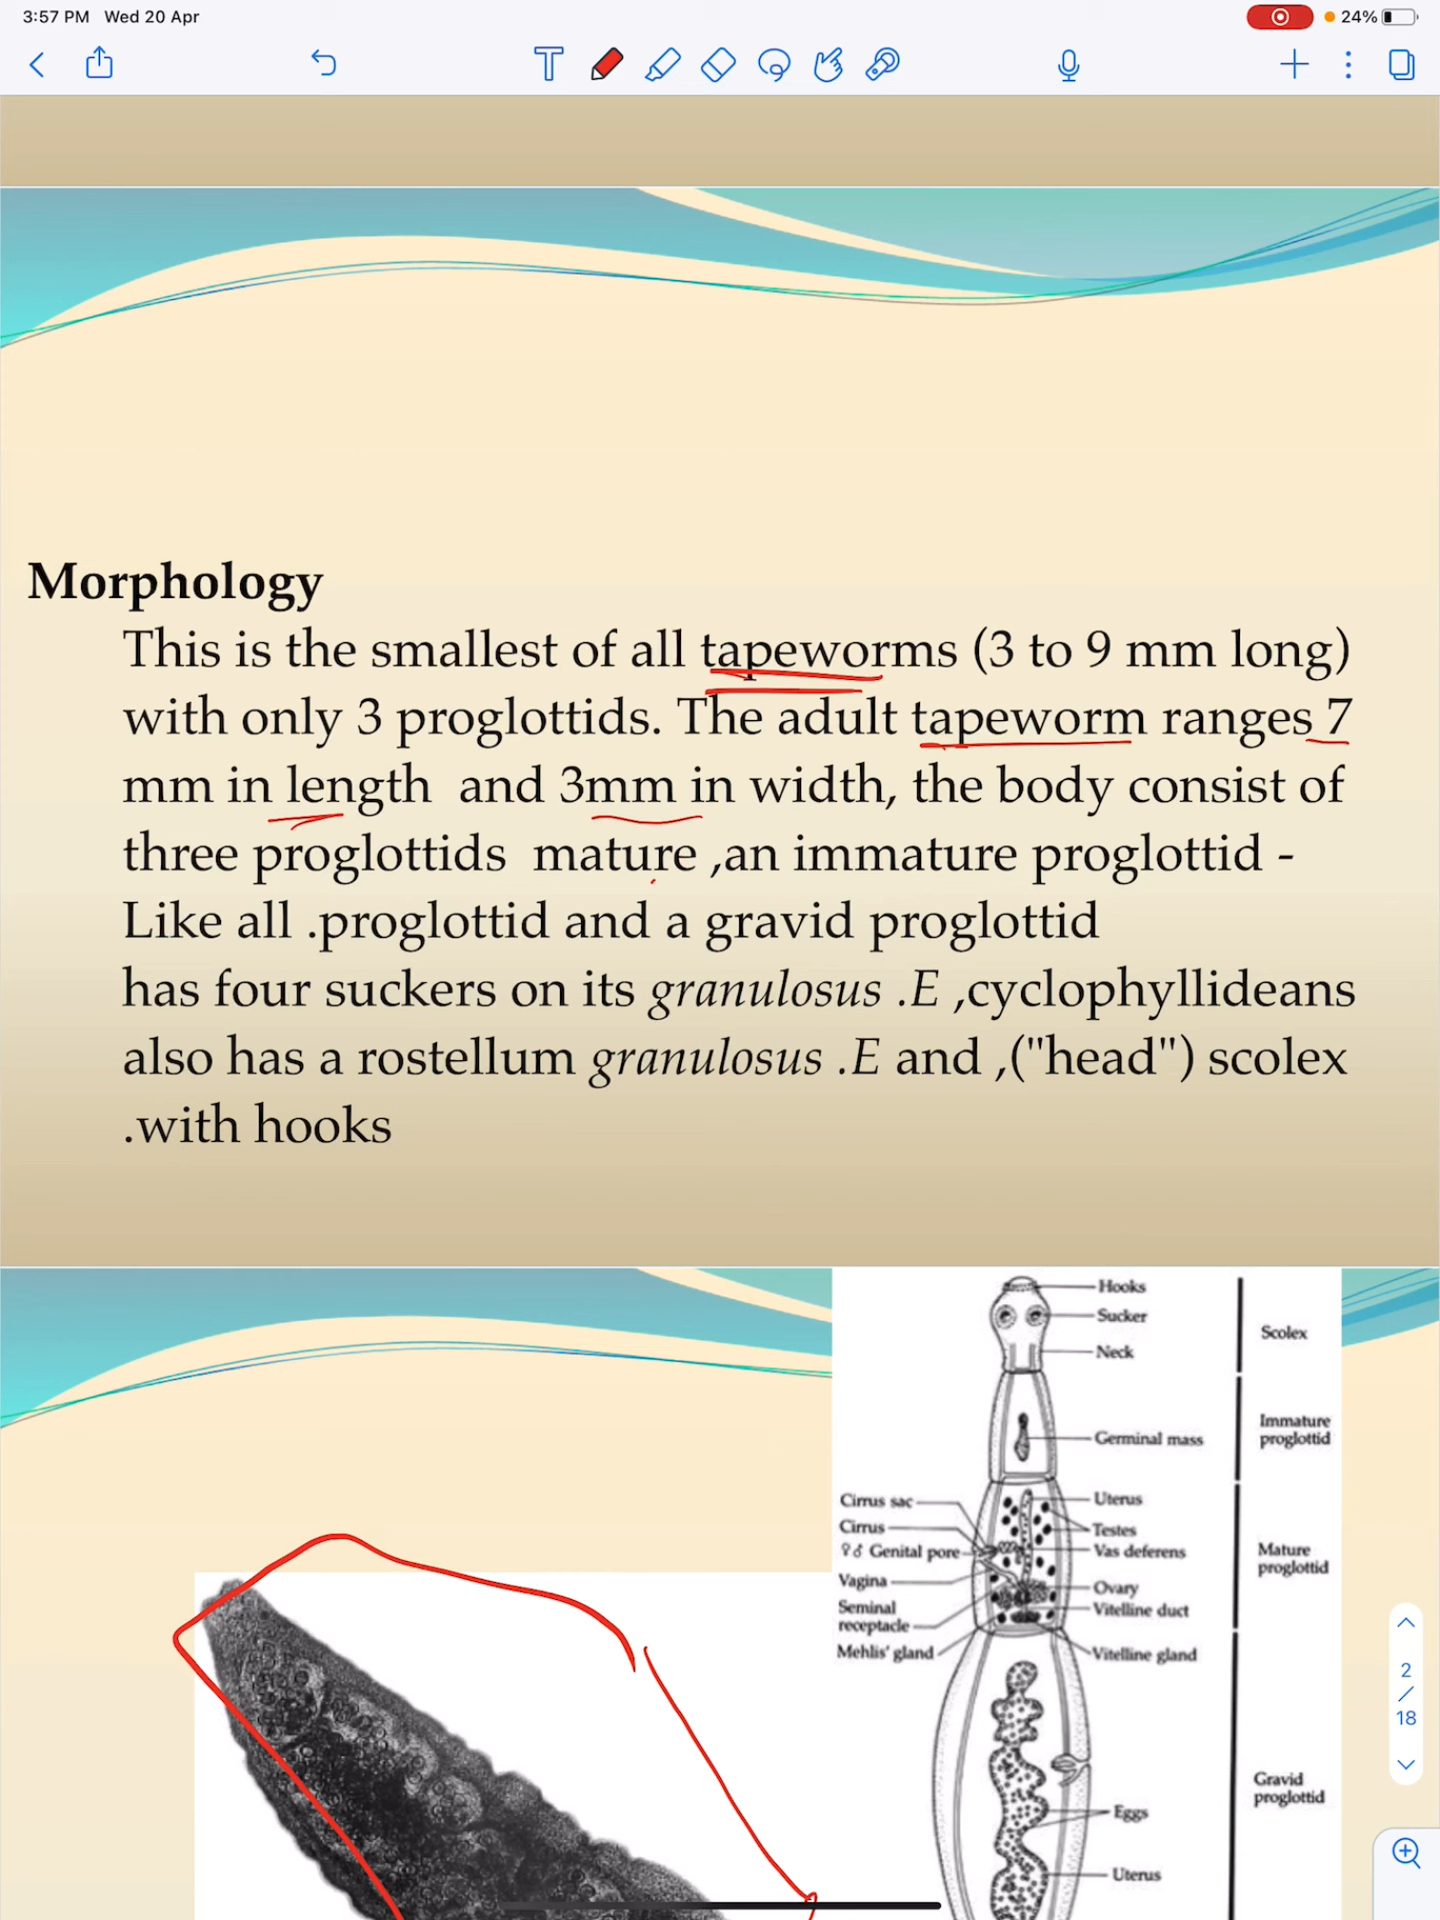 3:57 PM Wed 20 Apr
24%
Morphology
This is the smallest of all tapeworms (3 to 9 mm long)
with only 3 proglottids. The adult tapeworm ranges 7
mm in length and 3mm in width, the body consist of
three proglottids mature ,an immature proglottid -
Like all .proglottid and a gravid proglottid
has four suckers on its granulosus .E ,cyclophyllideans
also has a rostellum granulosus .E and ,("head") scolex
.with hooks
Hooks
Sucker
Neck
Scolex
Germinal mass
Immature
proglottid
Cirrus sac
Cirrus
♀♂ Genital pore
Vagina
Seminal
receptacle
Mehlis' gland
Uterus
Testes
Vas deferens
Ovary
Vitelline duct
Vitelline gland
Mature
proglottid
Eggs
Uterus
Gravid
proglottid
2
/
18